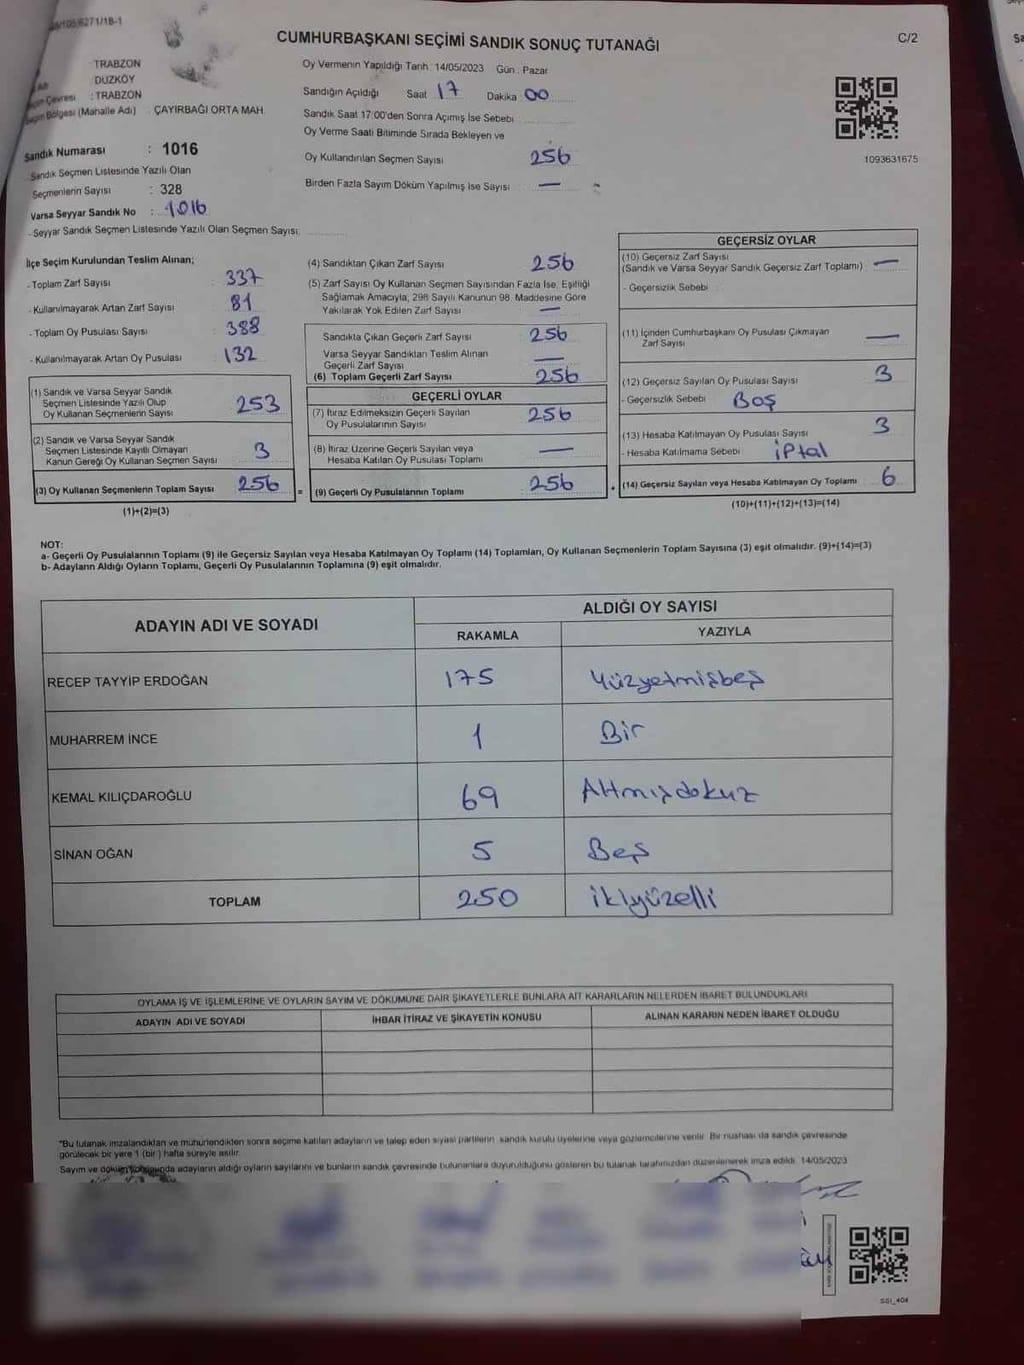 /105/6271/1B-1
CUMHURBAŞKANI SEÇİMİ SANDIK SONUÇ TUTANAĞI
C/2
TRABZON
DÜZKÖY
Çevresi : TRABZON
Bölgesi (Mahalle Adı) : ÇAYIRBAĞI ORTA MAH.
Sandık Numarası : 1016
Sandık Seçmen Listesinde Yazılı Olan
Seçmenlerin Sayısı : 328
Varsa Seyyar Sandık No : 1016
- Seyyar Sandık Seçmen Listesinde Yazılı Olan Seçmen Sayısı:
Oy Vermenin Yapıldığı Tarih: 14/05/2023 Gün : Pazar
Sandığın Açıldığı Saat 17 Dakika 00
Sandık Saat 17:00'den Sonra Açımış İse Sebebi
Oy Verme Saati Bitiminde Sırada Bekleyen ve
Oy Kullandırılan Seçmen Sayısı 256
Birden Fazla Sayım Döküm Yapılmış İse Sayısı : —
1093631675
İlçe Seçim Kurulundan Teslim Alınan;
- Toplam Zarf Sayısı : 337
- Kullanılmayarak Artan Zarf Sayısı : 81
- Toplam Oy Pusulası Sayısı : 388
- Kullanılmayarak Artan Oy Pusulası : 132
(1) Sandık ve Varsa Seyyar Sandık
Seçmen Listesinde Yazılı Olup
Oy Kullanan Seçmenlerin Sayısı 253
(2) Sandık ve Varsa Seyyar Sandık
Seçmen Listesinde Kayıtlı Olmayan
Kanun Gereği Oy Kullanan Seçmen Sayısı 3
(3) Oy Kullanan Seçmenlerin Toplam Sayısı 256
(1)+(2)=(3)
(4) Sandıktan Çıkan Zarf Sayısı 256
(5) Zarf Sayısı Oy Kullanan Seçmen Sayısından Fazla İse, Eşitliği
Sağlamak Amacıyla; 298 Sayılı Kanunun 98. Maddesine Göre
Yakılarak Yok Edilen Zarf Sayısı —
Sandıkta Çıkan Geçerli Zarf Sayısı 256
Varsa Seyyar Sandıktan Teslim Alınan
Geçerli Zarf Sayısı —
(6) Toplam Geçerli Zarf Sayısı 256
GEÇERLİ OYLAR
(7) İtiraz Edilmeksizin Geçerli Sayılan
Oy Pusulalarının Sayısı 256
(8) İtiraz Üzerine Geçerli Sayılan veya
Hesaba Katılan Oy Pusulası Toplamı —
= (9) Geçerli Oy Pusulalarının Toplamı 256
GEÇERSİZ OYLAR
(10) Geçersiz Zarf Sayısı
(Sandık ve Varsa Seyyar Sandık Geçersiz Zarf Toplamı) —
- Geçersizlik Sebebi
(11) İçinden Cumhurbaşkanı Oy Pusulası Çıkmayan
Zarf Sayısı —
(12) Geçersiz Sayılan Oy Pusulası Sayısı 3
- Geçersizlik Sebebi BOŞ
(13) Hesaba Katılmayan Oy Pusulası Sayısı 3
- Hesaba Katılmama Sebebi iPtal
(14) Geçersiz Sayılan veya Hesaba Katılmayan Oy Toplamı 6
(10)+(11)+(12)+(13)=(14)
NOT:
a- Geçerli Oy Pusulalarının Toplamı (9) ile Geçersiz Sayılan veya Hesaba Katılmayan Oy Toplamı (14) Toplamları, Oy Kullanan Seçmenlerin Toplam Sayısına (3) eşit olmalıdır. (9)+(14)=(3)
b- Adayların Aldığı Oyların Toplamı, Geçerli Oy Pusulalarının Toplamına (9) eşit olmalıdır.
ADAYIN ADI VE SOYADI
ALDIĞI OY SAYISI
RAKAMLA YAZIYLA
RECEP TAYYİP ERDOĞAN 175 Yüzyetmişbeş
MUHARREM İNCE 1 Bir
KEMAL KILIÇDAROĞLU 69 Altmışdokuz
SİNAN OĞAN 5 Beş
TOPLAM 250 ikiyüzelli
OYLAMA İŞ VE İŞLEMLERİNE VE OYLARIN SAYIM VE DÖKÜMÜNE DAİR ŞİKAYETLERLE BUNLARA AİT KARARLARIN NELERDEN İBARET BULUNDUKLARI
ADAYIN ADI VE SOYADI İHBAR İTİRAZ VE ŞİKAYETİN KONUSU ALINAN KARARIN NEDEN İBARET OLDUĞU
*Bu tutanak imzalandıktan ve mühürlendikten sonra seçime katılan adayların ve talep eden siyasi partilerin sandık kurulu üyelerine veya gözlemcilerine verilir. Bir nüshası da sandık çevresinde
görülecek bir yere 1 (bir) hafta süreyle asılır.
Sayım ve döküm sonucunda adayların aldığı oyların sayılarını ve bunların sandık çevresinde bulunanlara duyurulduğunu gösteren bu tutanak tarafımızdan düzenlenerek imza edildi. 14/05/2023
SSI_404